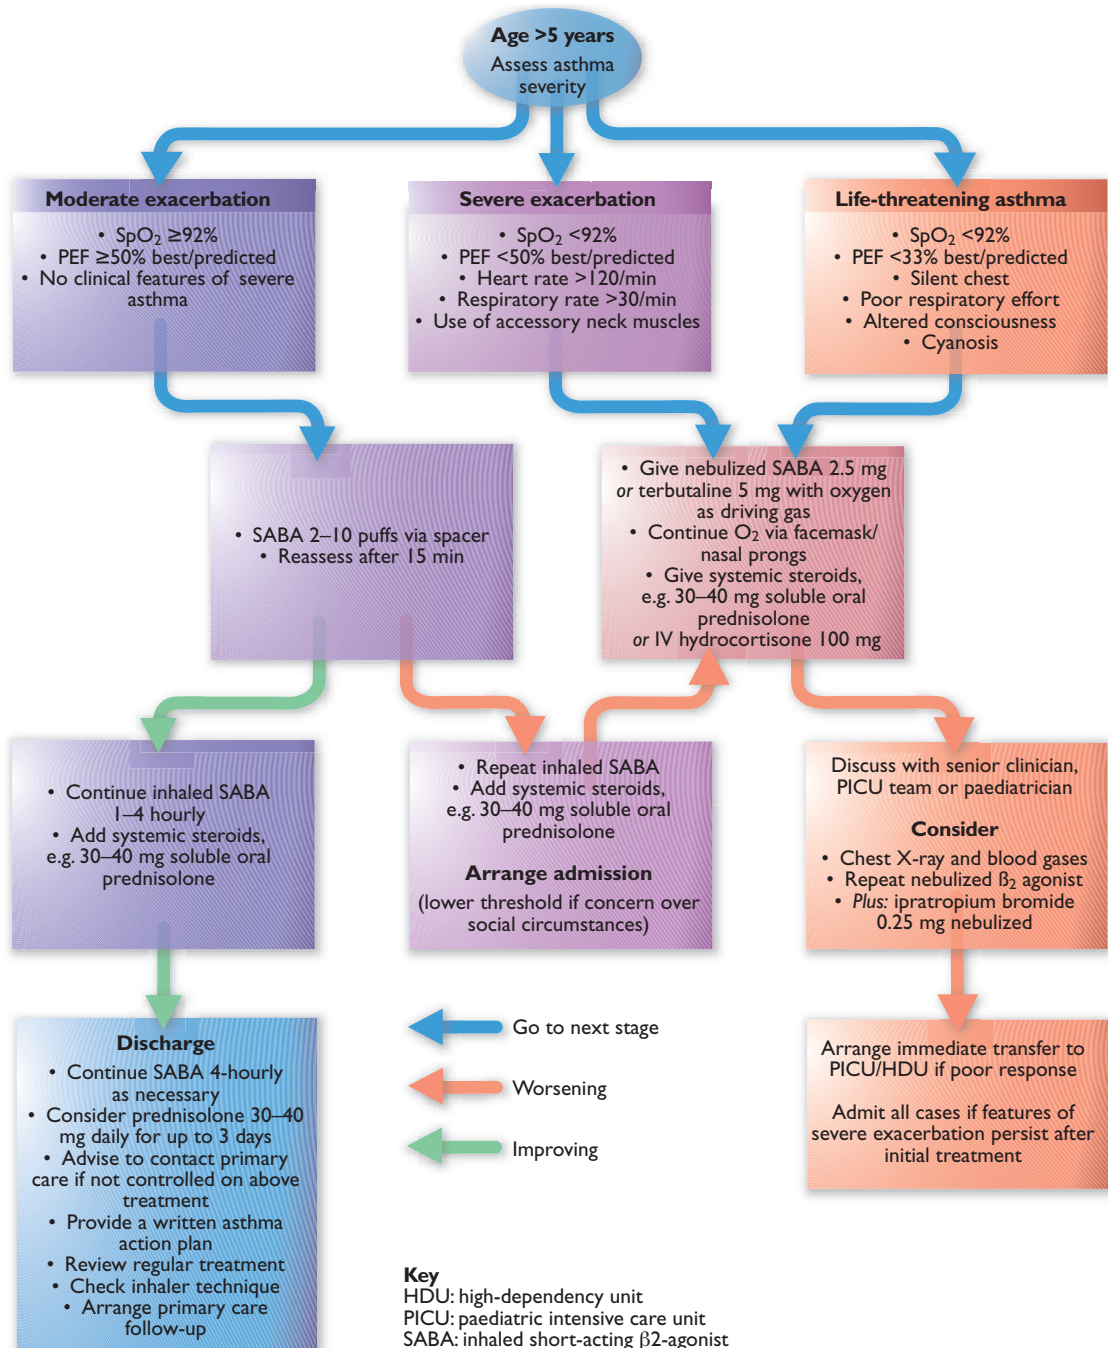 Age >5 years
Assess asthma
severity
Moderate exacerbation
• SpO₂ ≥92%
• PEF ≥50% best/predicted
• No clinical features of severe
asthma
Severe exacerbation
• SpO₂ <92%
• PEF <50% best/predicted
• Heart rate >120/min
• Respiratory rate >30/min
• Use of accessory neck muscles
Life-threatening asthma
• SpO₂ <92%
• PEF <33% best/predicted
• Silent chest
• Poor respiratory effort
• Altered consciousness
• Cyanosis
• SABA 2–10 puffs via spacer
• Reassess after 15 min
• Give nebulized SABA 2.5 mg
or terbutaline 5 mg with oxygen
as driving gas
• Continue O₂ via facemask/
nasal prongs
• Give systemic steroids,
e.g. 30–40 mg soluble oral
prednisolone
or IV hydrocortisone 100 mg
• Continue inhaled SABA
1–4 hourly
• Add systemic steroids,
e.g. 30–40 mg soluble oral
prednisolone
• Repeat inhaled SABA
• Add systemic steroids,
e.g. 30–40 mg soluble oral
prednisolone
Arrange admission
(lower threshold if concern over
social circumstances)
Discuss with senior clinician,
PICU team or paediatrician
Consider
• Chest X-ray and blood gases
• Repeat nebulized ß₂ agonist
• Plus: ipratropium bromide
0.25 mg nebulized
Discharge
• Continue SABA 4-hourly
as necessary
• Consider prednisolone 30–40
mg daily for up to 3 days
• Advise to contact primary
care if not controlled on above
treatment
• Provide a written asthma
action plan
• Review regular treatment
• Check inhaler technique
• Arrange primary care
follow-up
Go to next stage
Worsening
Improving
Arrange immediate transfer to
PICU/HDU if poor response
Admit all cases if features of
severe exacerbation persist after
initial treatment
Key
HDU: high-dependency unit
PICU: paediatric intensive care unit
SABA: inhaled short-acting β2-agonist